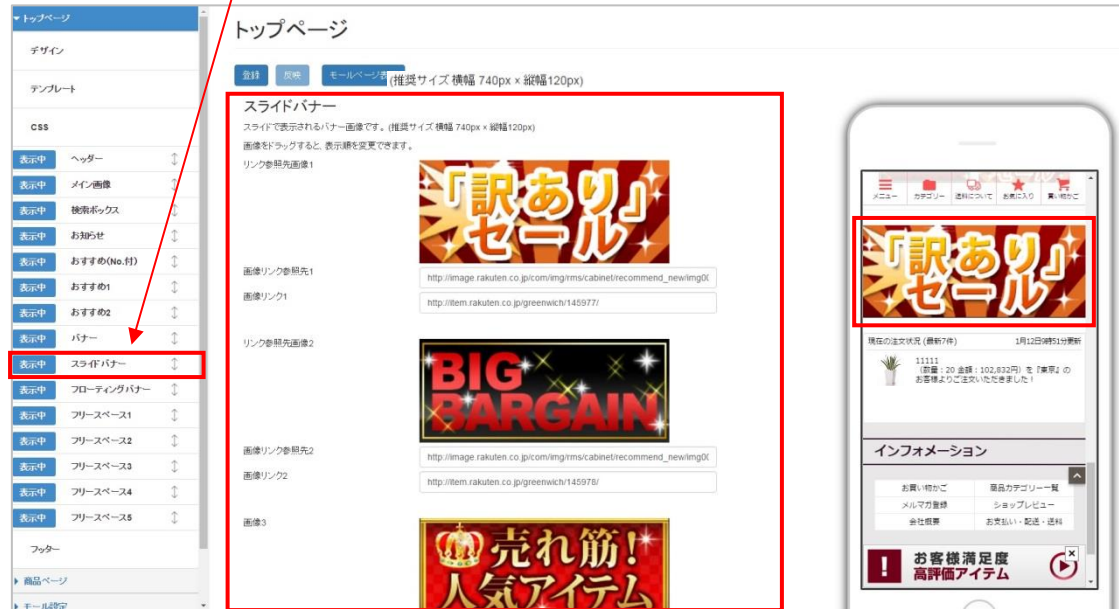 トップページ
デザイン
テンプレート
CSS
表示中 ヘッダー
表示中 メイン画像
表示中 検索ボックス
表示中 お知らせ
表示中 おすすめ(No.付)
表示中 おすすめ1
表示中 おすすめ2
表示中 バナー
表示中 スライドバナー
表示中 フローティングバナー
表示中 フリースペース1
表示中 フリースペース2
表示中 フリースペース3
表示中 フリースペース4
表示中 フリースペース5
フッター
商品ページ
モール設定
トップページ
登録 反映 モールページ
(推奨サイズ 横幅 740px × 縦幅120px)
スライドバナー
スライドで表示されるバナー画像です。(推奨サイズ 横幅 740px × 縦幅120px)
画像をドラッグすると、表示順を変更できます。
リンク参照先画像1
『訳あり』
セール
画像リンク参照先1
http://image.rakuten.co.jp/com/img/rms/cabinet/recommend_new/img0
画像リンク1
http://item.rakuten.co.jp/greenwich/145977/
リンク参照先画像2
BIG
BARGAIN
画像リンク参照先2
http://image.rakuten.co.jp/com/img/rms/cabinet/recommend_new/img0
画像リンク2
http://item.rakuten.co.jp/greenwich/145978/
画像3
売れ筋!
人気アイテム
メニュー カテゴリー 送料について お気に入り 買い物かご
『訳あり』
セール
現在の注文状況 (最新7件) 1月12日9時51分更新
11111
(数量:20 金額:102,832円) を『東京』の
お客様よりご注文いただきました!
インフォメーション
お買い物かご 商品カテゴリー一覧
メルマガ登録 ショップレビュー
会社概要 お支払い・配送・送料
お客様満足度
高評価アイテム